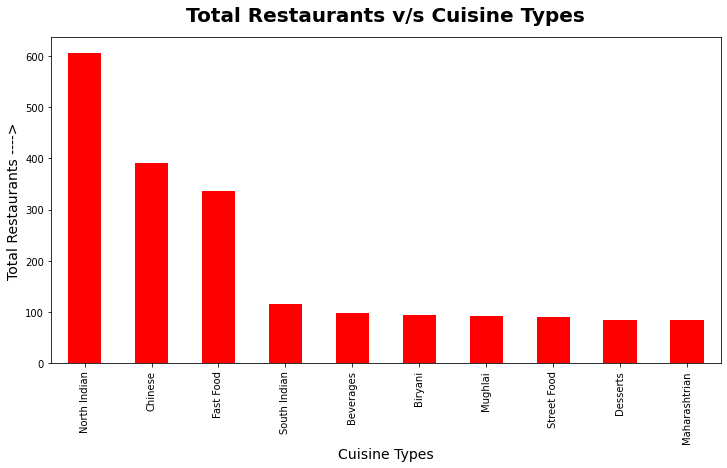 Total Restaurants v/s Cuisine Types
Total Restaurants ---->
600
500
400
300
200
100
0
North Indian
Chinese
Fast Food
South Indian
Beverages
Biryani
Mughlai
Street Food
Desserts
Maharashtrian
Cuisine Types